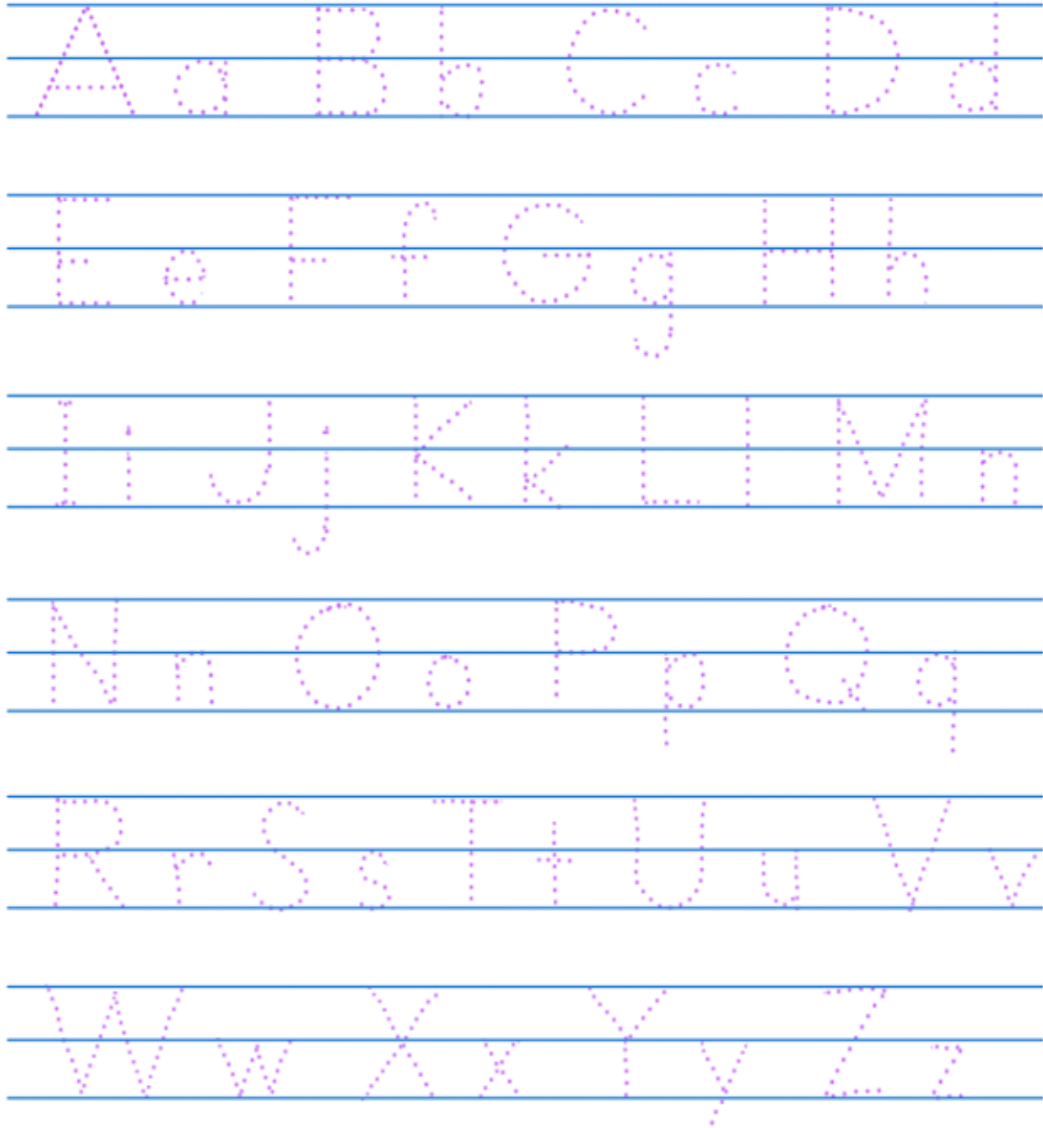 A a B b C c D d
E e F f G g H h
I i J j K k L l M n
N n O o P p Q q
R r S s T t U u V v
W w X x Y y Z z